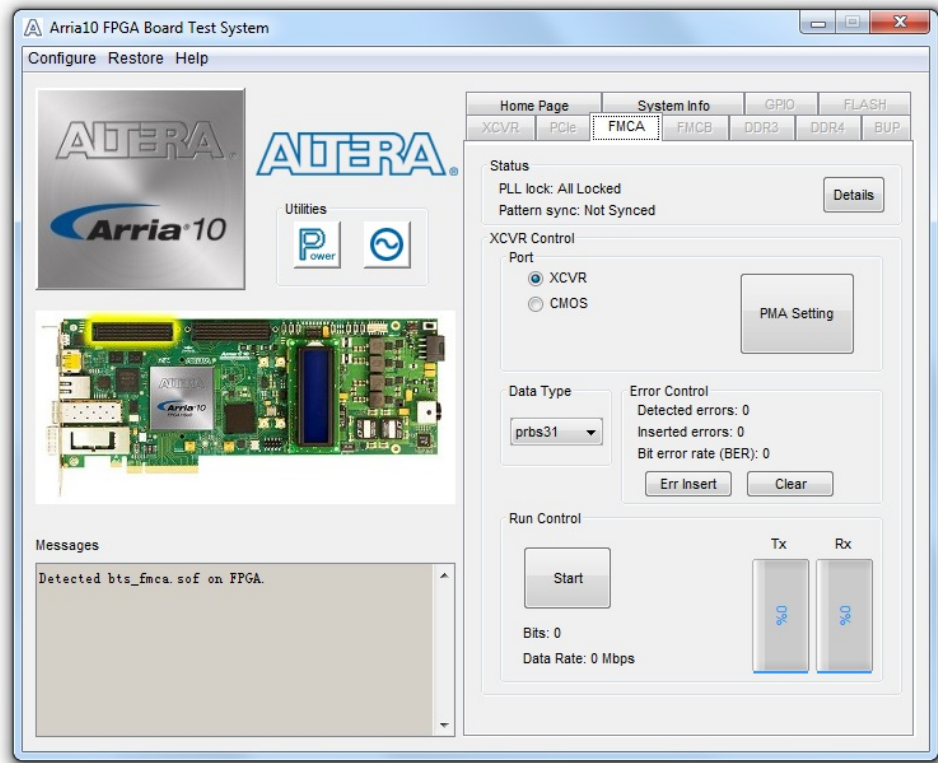 Arria10 FPGA Board Test System
Configure Restore Help
ALTERA.
Arria 10
ALTERA®
Utilities
Power
Home Page System Info GPIO FLASH
XCVR PCIe FMCA FMCB DDR3 DDR4 BUP
Status
PLL lock: All Locked
Pattern sync: Not Synced
Details
XCVR Control
Port
XCVR
CMOS
PMA Setting
Data Type
prbs31
Error Control
Detected errors: 0
Inserted errors: 0
Bit error rate (BER): 0
Err Insert Clear
Run Control
Start
Tx Rx
0% 0%
Bits: 0
Data Rate: 0 Mbps
ALTERA
Arria 10
Messages
Detected bts_fmca.sof on FPGA.